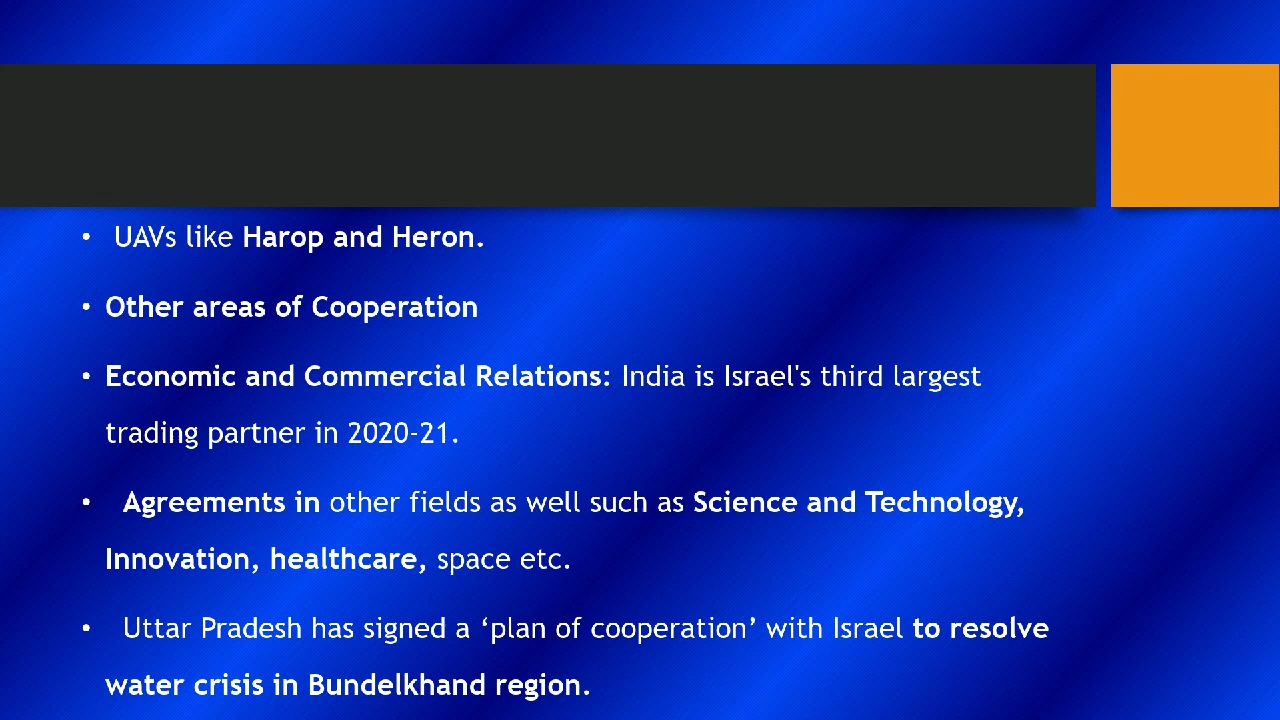 • UAVs like Harop and Heron.
• Other areas of Cooperation
• Economic and Commercial Relations: India is Israel's third largest
trading partner in 2020-21.
• Agreements in other fields as well such as Science and Technology,
Innovation, healthcare, space etc.
• Uttar Pradesh has signed a ‘plan of cooperation’ with Israel to resolve
water crisis in Bundelkhand region.